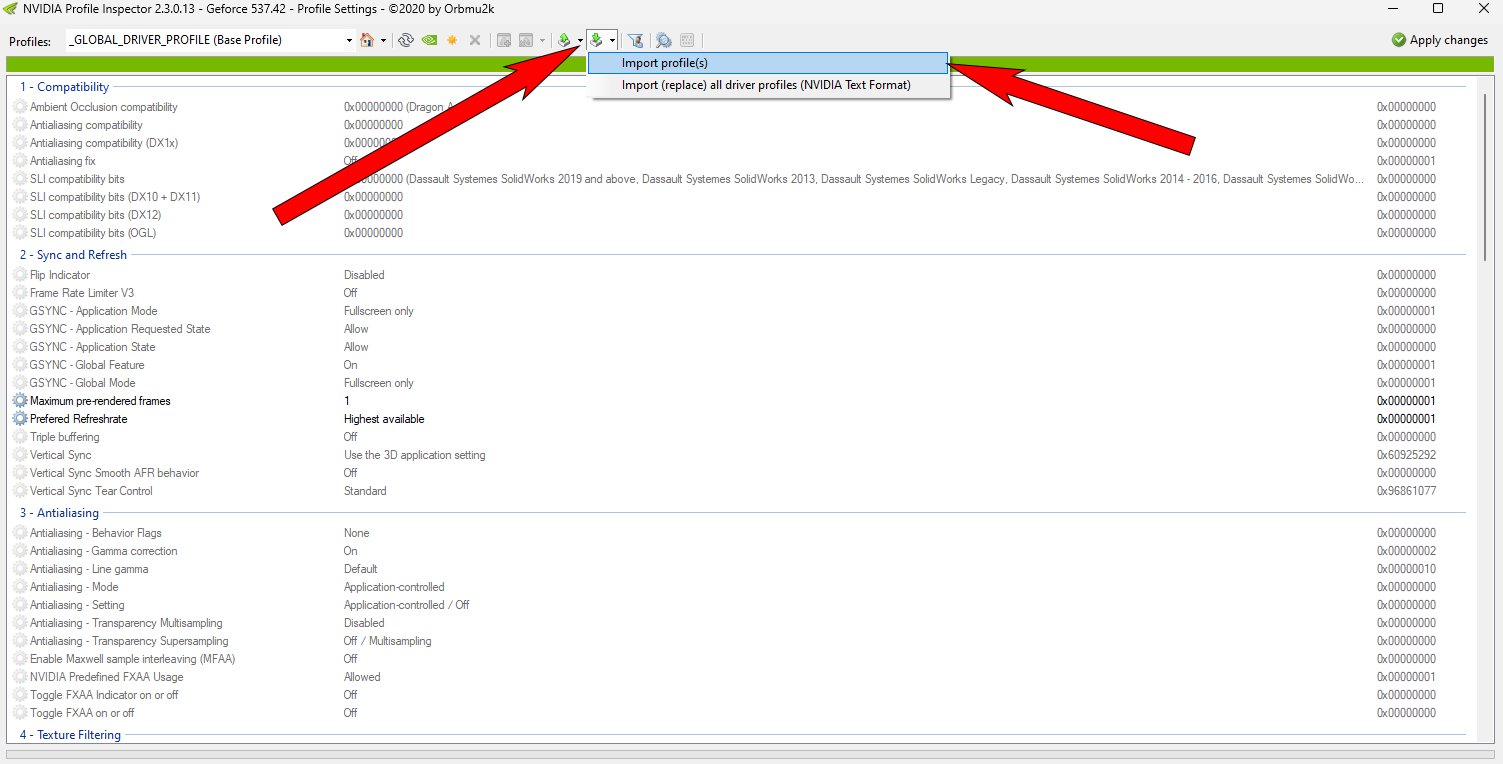 NVIDIA Profile Inspector 2.3.0.13 - Geforce 537.42 - Profile Settings - ©2020 by Orbmu2k
Profiles: _GLOBAL_DRIVER_PROFILE (Base Profile) Apply changes
Import profile(s)
Import (replace) all driver profiles (NVIDIA Text Format)
1 - Compatibility
Ambient Occlusion compatibility 0x00000000 (Dragon 0x00000000
Antialiasing compatibility 0x00000000 0x00000000
Antialiasing compatibility (DX1x) 0x00000000 0x00000000
Antialiasing fix Off 0x00000001
SLI compatibility bits 0x00000000 (Dassault Systemes SolidWorks 2019 and above, Dassault Systemes SolidWorks 2013, Dassault Systemes SolidWorks Legacy, Dassault Systemes SolidWorks 2014 - 2016, Dassault Systemes SolidWo... 0x00000000
SLI compatibility bits (DX10 + DX11) 0x00000000 0x00000000
SLI compatibility bits (DX12) 0x00000000 0x00000000
SLI compatibility bits (OGL) 0x00000000 0x00000000
2 - Sync and Refresh
Flip Indicator Disabled 0x00000000
Frame Rate Limiter V3 Off 0x00000000
GSYNC - Application Mode Fullscreen only 0x00000001
GSYNC - Application Requested State Allow 0x00000000
GSYNC - Application State Allow 0x00000000
GSYNC - Global Feature On 0x00000001
GSYNC - Global Mode Fullscreen only 0x00000001
Maximum pre-rendered frames 1 0x00000001
Prefered Refreshrate Highest available 0x00000001
Triple buffering Off 0x00000000
Vertical Sync Use the 3D application setting 0x60925292
Vertical Sync Smooth AFR behavior Off 0x00000000
Vertical Sync Tear Control Standard 0x96861077
3 - Antialiasing
Antialiasing - Behavior Flags None 0x00000000
Antialiasing - Gamma correction On 0x00000002
Antialiasing - Line gamma Default 0x00000010
Antialiasing - Mode Application-controlled 0x00000000
Antialiasing - Setting Application-controlled / Off 0x00000000
Antialiasing - Transparency Multisampling Disabled 0x00000000
Antialiasing - Transparency Supersampling Off / Multisampling 0x00000000
Enable Maxwell sample interleaving (MFAA) Off 0x00000000
NVIDIA Predefined FXAA Usage Allowed 0x00000001
Toggle FXAA Indicator on or off Off 0x00000000
Toggle FXAA on or off Off 0x00000000
4 - Texture Filtering